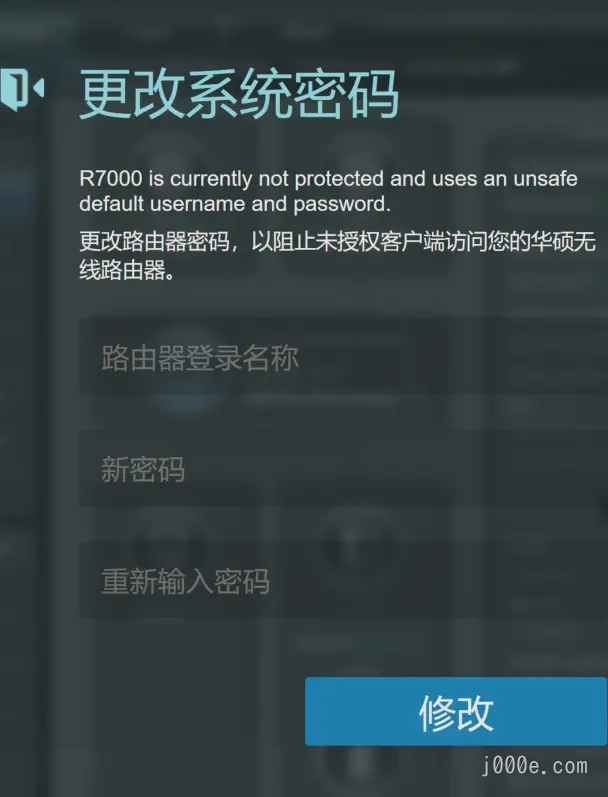 更改系统密码
R7000 is currently not protected and uses an unsafe
default username and password.
更改路由器密码，以阻止未授权客户端访问您的华硕无
线路由器。
路由器登录名称
新密码
重新输入密码
修改
j000e.com